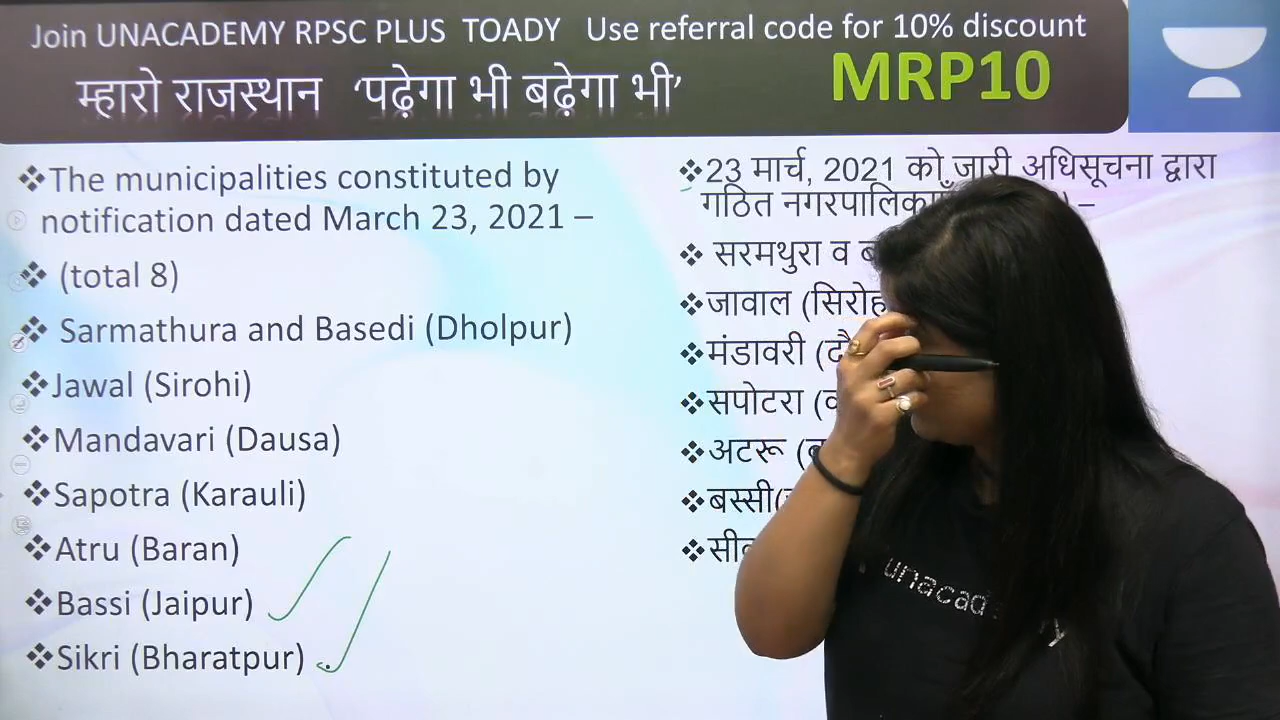 Join UNACADEMY RPSC PLUS TOADY Use referral code for 10% discount
म्हारो राजस्थान ‘पढ़ेगा भी बढ़ेगा भी’ MRP10
❖The municipalities constituted by
notification dated March 23, 2021 –
❖ (total 8)
❖ Sarmathura and Basedi (Dholpur)
❖Jawal (Sirohi)
❖Mandavari (Dausa)
❖Sapotra (Karauli)
❖Atru (Baran)
❖Bassi (Jaipur)
❖Sikri (Bharatpur)
❖23 मार्च, 2021 को जारी अधिसूचना द्वारा
गठित –
❖ सरमथुरा व
❖जावाल
❖मंडावरी
❖सपोटरा
❖अटरू
❖बस्सी
unacad